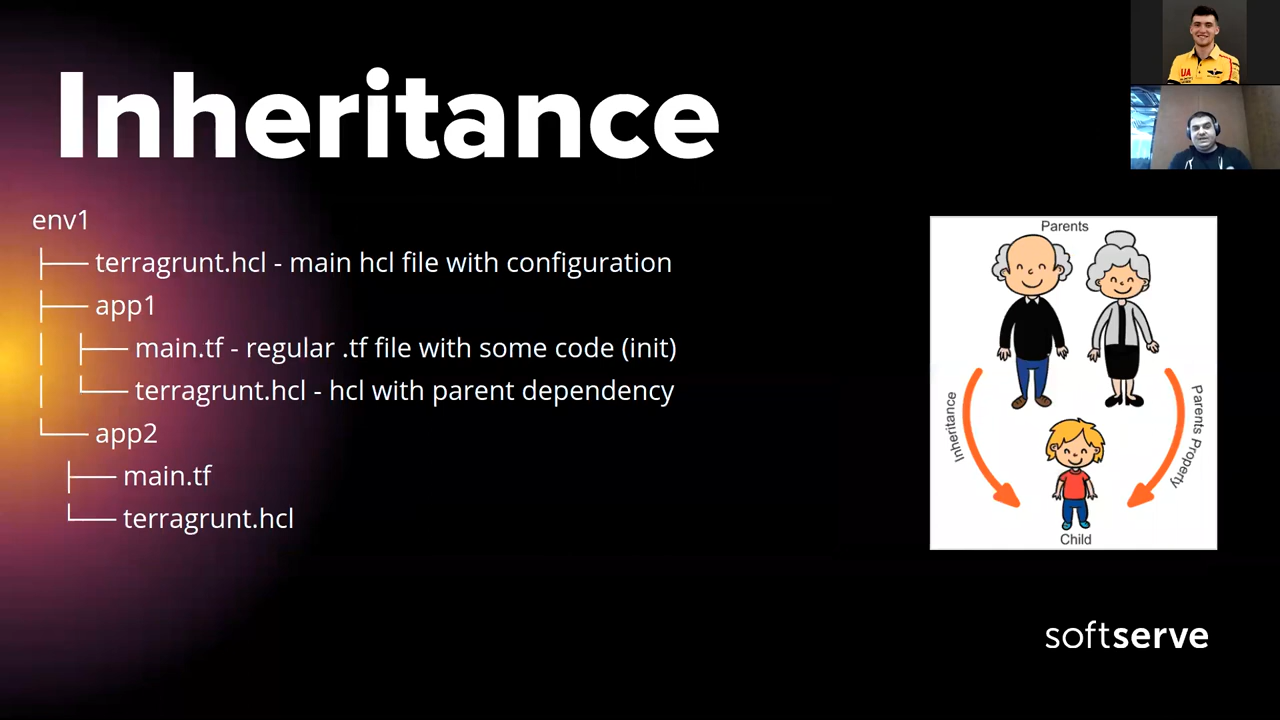 Inheritance
env1
├── terragrunt.hcl - main hcl file with configuration
├── app1
│ ├── main.tf - regular .tf file with some code (init)
│ └── terragrunt.hcl - hcl with parent dependency
└── app2
├── main.tf
└── terragrunt.hcl
UA
Parents
Inheritance
Parents Property
Child
softserve